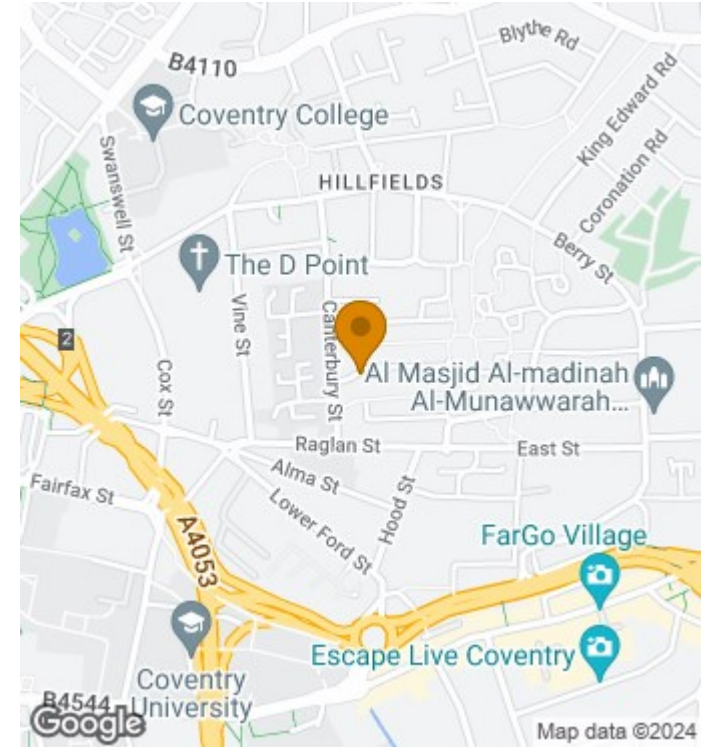 Blythe Rd
B4110
Coventry College
King Edward Rd
Coronation Rd
Swanswell St
HILLFIELDS
Berry St
The D Point
Vine St
Canterbury St
2
Cox St
Al Masjid Al-madinah
Al-Munawwarah...
Raglan St
East St
Alma St
Fairfax St
Hood St
Lower Ford St
A4053
FarGo Village
Escape Live Coventry
Coventry
University
B4544
Google
Map data ©2024